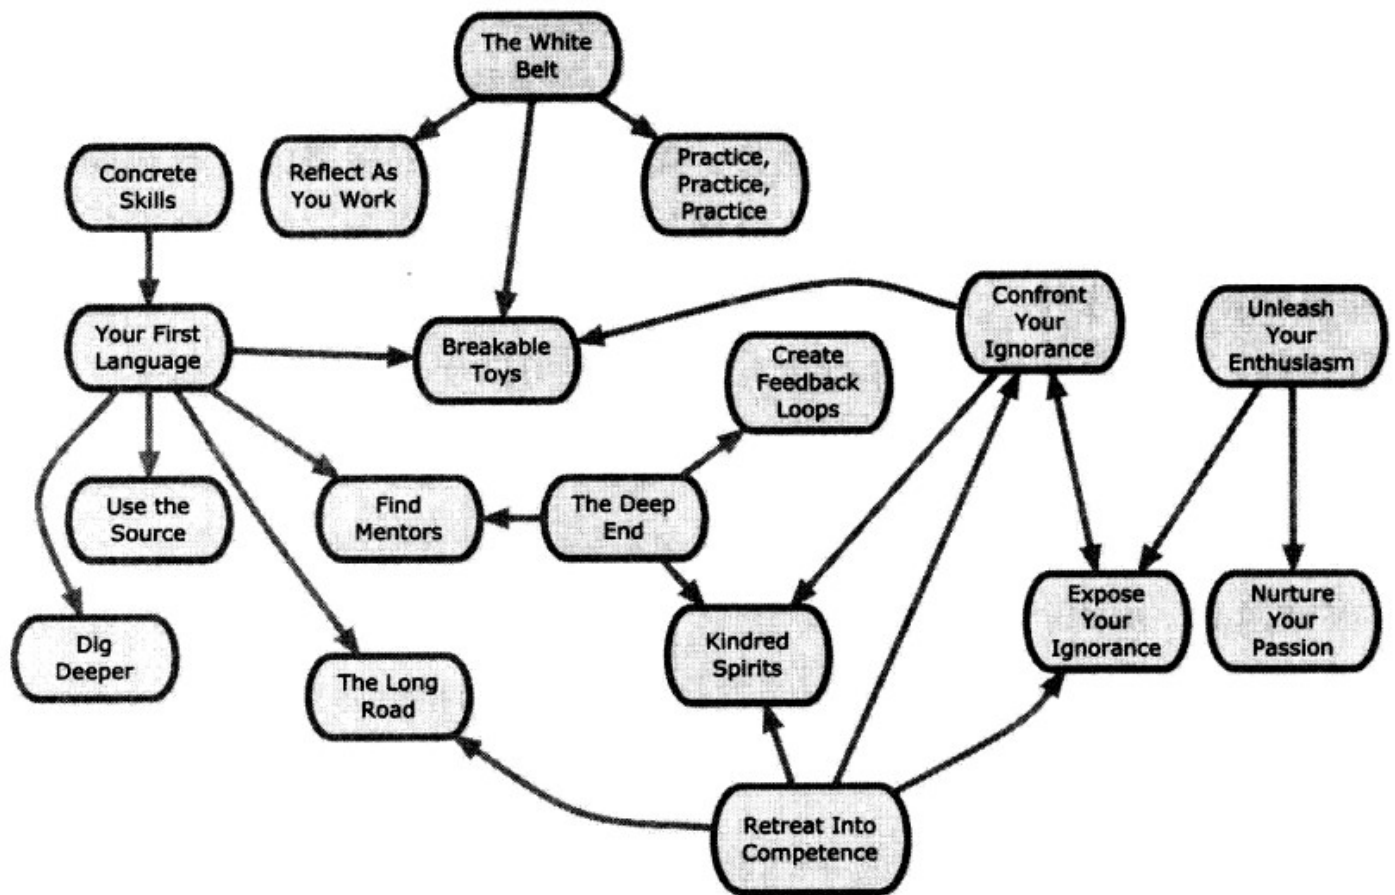 The White
Belt
Reflect As
You Work
Practice,
Practice,
Practice
Concrete
Skills
Your First
Language
Breakable
Toys
Confront
Your
Ignorance
Unleash
Your
Enthusiasm
Create
Feedback
Loops
Use the
Source
Find
Mentors
The Deep
End
Dig
Deeper
The Long
Road
Kindred
Spirits
Expose
Your
Ignorance
Nurture
Your
Passion
Retreat Into
Competence